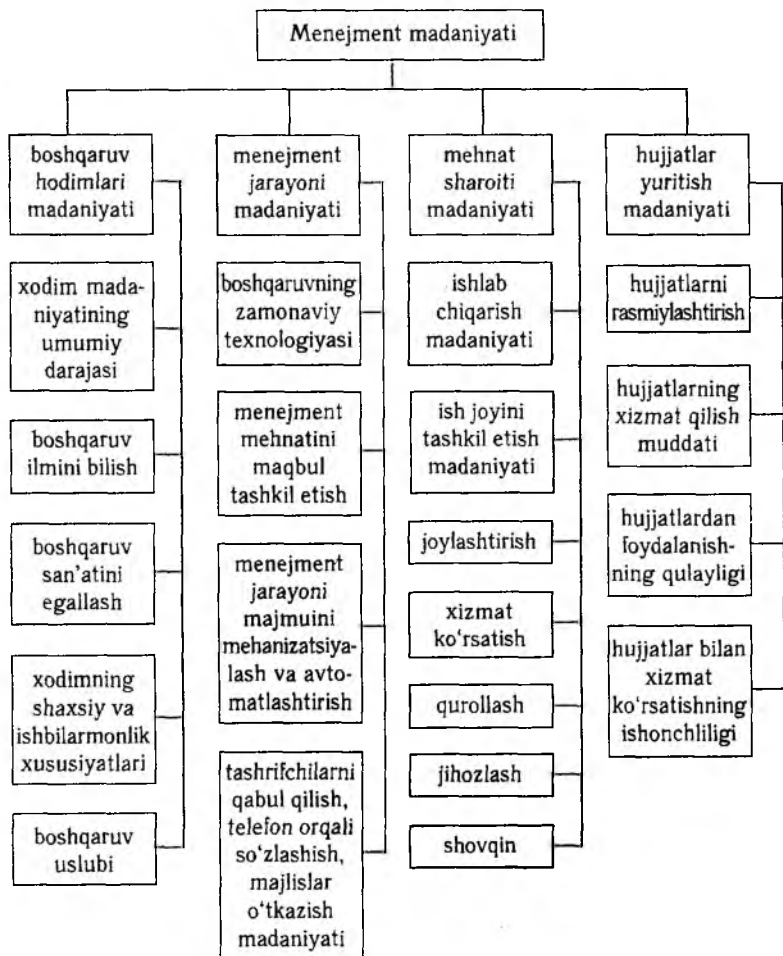 Menejment madaniyati
boshqaruv
hodimlari
madaniyati
xodim mada-
niyatining
umumiy
darajasi
boshqaruv
ilmini bilish
boshqaruv
san’atini
egallash
xodimning
shaxsiy va
ishbilarmonlik
xususiyatlari
boshqaruv
uslubi
menejment
jarayoni
madaniyati
boshqaruvning
zamonaviy
texnologiyasi
menejment
mehnatini
maqbul
tashkil etish
menejment
jarayoni
majmuini
mehanizatsiya-
lash va avto-
matlashtirish
tashrifchilarni
qabul qilish,
telefon orqali
so‘zlashish,
majlislar
o‘tkazish
madaniyati
mehnat
sharoiti
madaniyati
ishlab
chiqarish
madaniyati
ish joyini
tashkil etish
madaniyati
joylashtirish
xizmat
ko‘rsatish
qurollash
jihozlash
shovqin
hujjatlar
yuritish
madaniyati
hujjatlarni
rasmiylashtirish
hujjatlarning
xizmat qilish
muddati
hujjatlardan
foydalanish-
ning qulayligi
hujjatlar bilan
xizmat
ko‘rsatishning
ishonchliligi